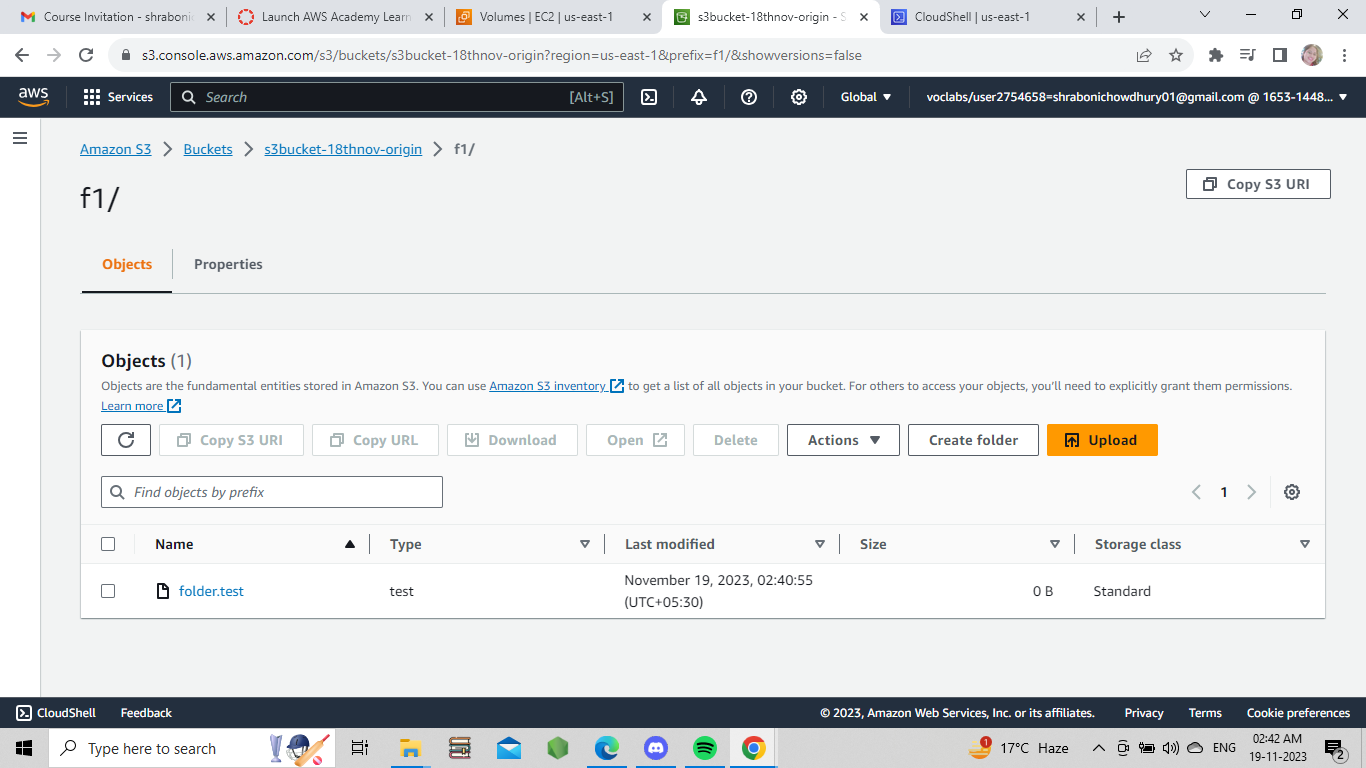 Course Invitation - shrabonic
Launch AWS Academy Learn
Volumes | EC2 | us-east-1
s3bucket-18thnov-origin - S
CloudShell | us-east-1
s3.console.aws.amazon.com/s3/buckets/s3bucket-18thnov-origin?region=us-east-1&prefix=f1/&showversions=false
aws
Services
Search
[Alt+S]
Global
voclabs/user2754658=shrabonichowdhury01@gmail.com @ 1653-1448...
Amazon S3
Buckets
s3bucket-18thnov-origin
f1/
f1/
Copy S3 URI
Objects
Properties
Objects (1)
Objects are the fundamental entities stored in Amazon S3. You can use Amazon S3 inventory to get a list of all objects in your bucket. For others to access your objects, you'll need to explicitly grant them permissions.
Learn more
Copy S3 URI
Copy URL
Download
Open
Delete
Actions
Create folder
Upload
Find objects by prefix
1
Name
Type
Last modified
Size
Storage class
folder.test
test
November 19, 2023, 02:40:55
(UTC+05:30)
0 B
Standard
CloudShell
Feedback
© 2023, Amazon Web Services, Inc. or its affiliates.
Privacy
Terms
Cookie preferences
Type here to search
1
17°C Haze
ENG
02:42 AM
19-11-2023
2